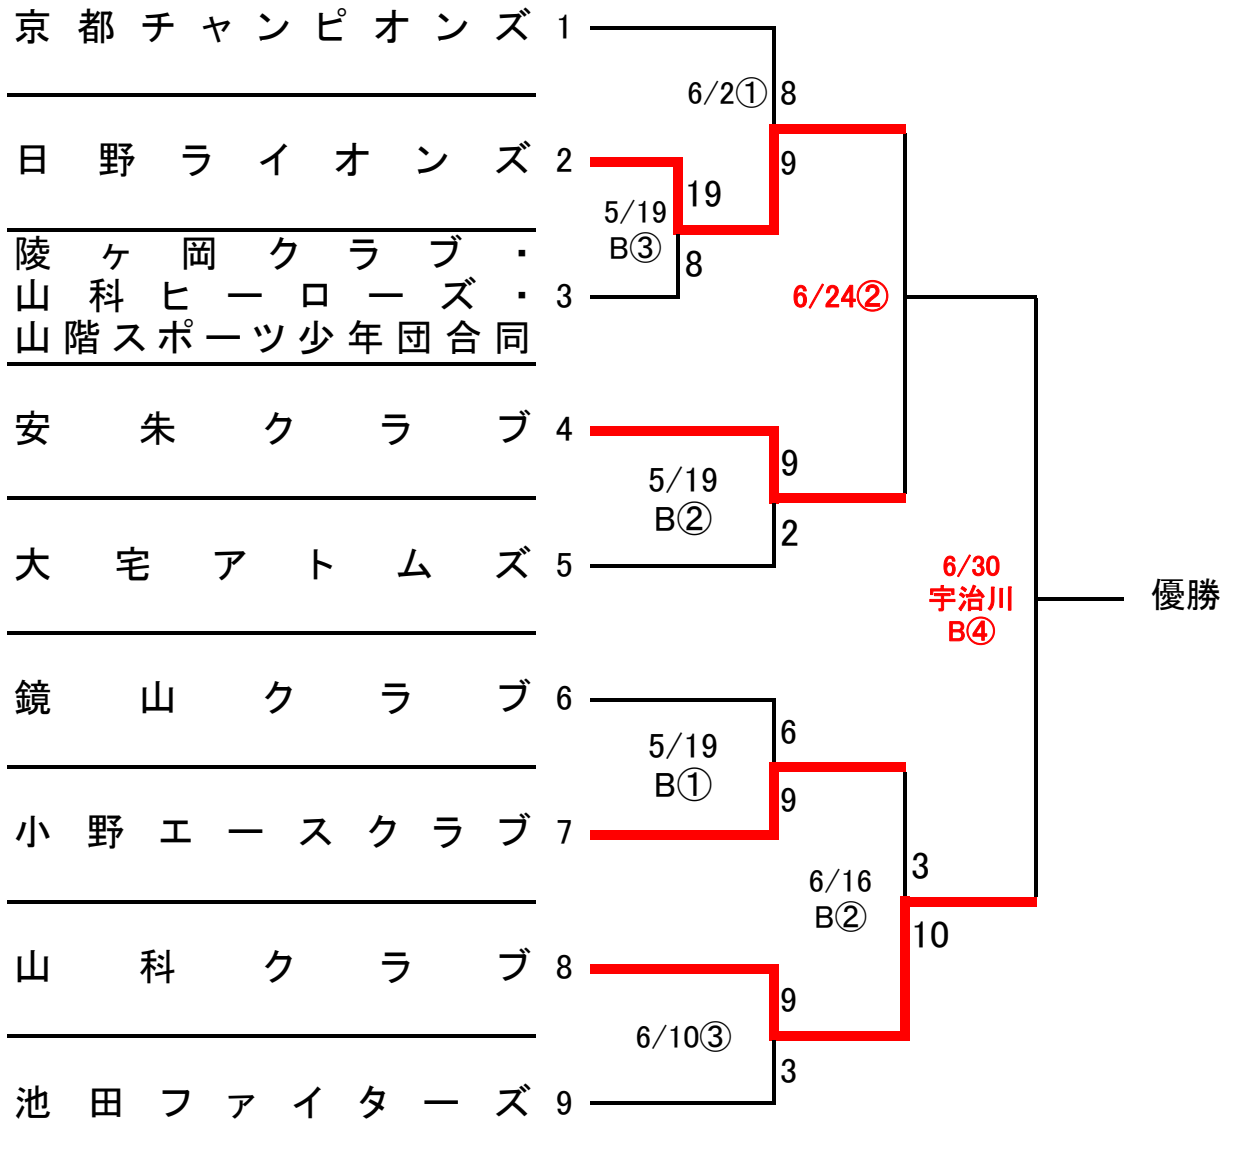 京都チャンピオンズ 1
6/2① 8
日野ライオンズ 2
9
19
5/19
B③
8
陵ヶ岡クラブ・
山科ヒーローズ・ 3
山階スポーツ少年団合同
6/24②
安朱クラブ 4
9
5/19
B②
2
大宅アトムズ 5
6/30
宇治川
B④
優勝
鏡山クラブ 6
6
5/19
B①
9
小野エースクラブ 7
3
6/16
B②
10
山科クラブ 8
9
6/10③
3
池田ファイターズ 9